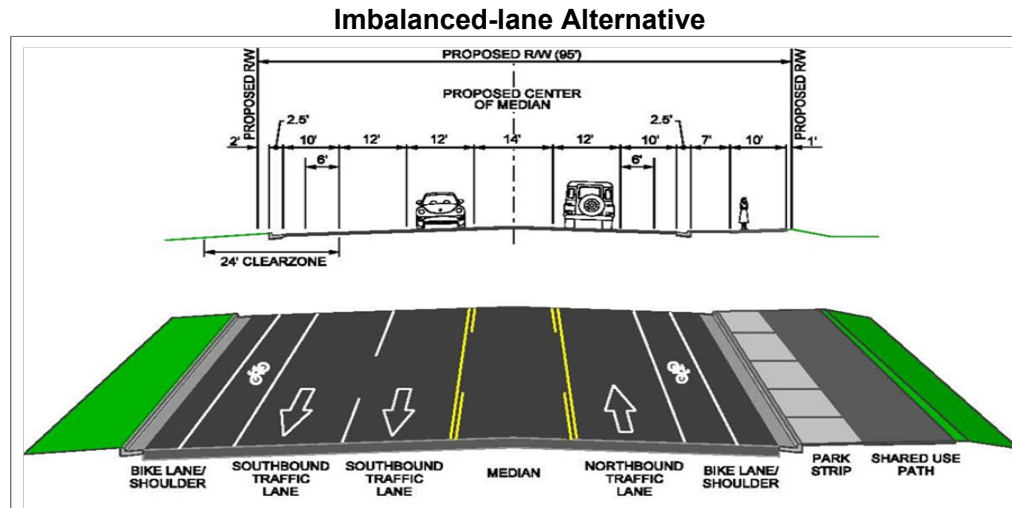 Imbalanced-lane Alternative
PROPOSED R/W
PROPOSED R/W (95')
PROPOSED R/W
PROPOSED CENTER
OF MEDIAN
2.5'
2.5'
2'
10'
12'
12'
14'
12'
10'
7'
10'
1'
6'
6'
24' CLEARZONE
BIKE LANE/
SHOULDER
SOUTHBOUND
TRAFFIC
LANE
SOUTHBOUND
TRAFFIC
LANE
MEDIAN
NORTHBOUND
TRAFFIC
LANE
BIKE LANE/
SHOULDER
PARK
STRIP
SHARED USE
PATH